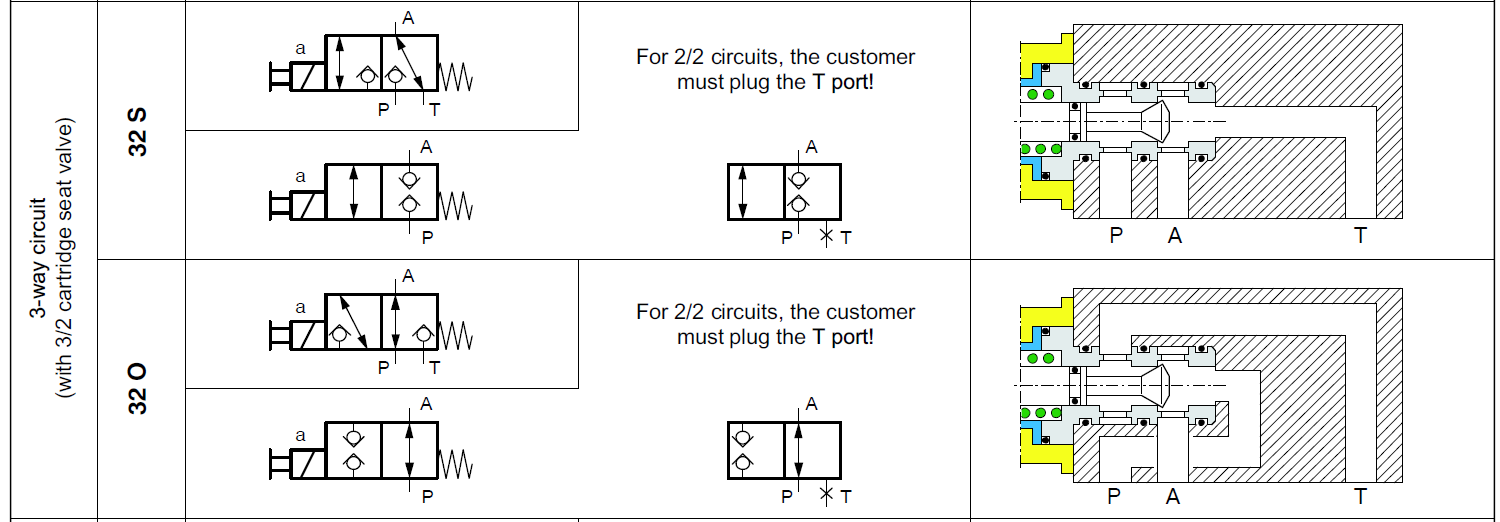 3-way circuit
(with 3/2 cartridge seat valve)
32 S
A
a
P T
A
a
P
For 2/2 circuits, the customer
must plug the T port!
A
P T
P A T
32 O
A
a
P T
A
a
P
For 2/2 circuits, the customer
must plug the T port!
A
P T
P A T